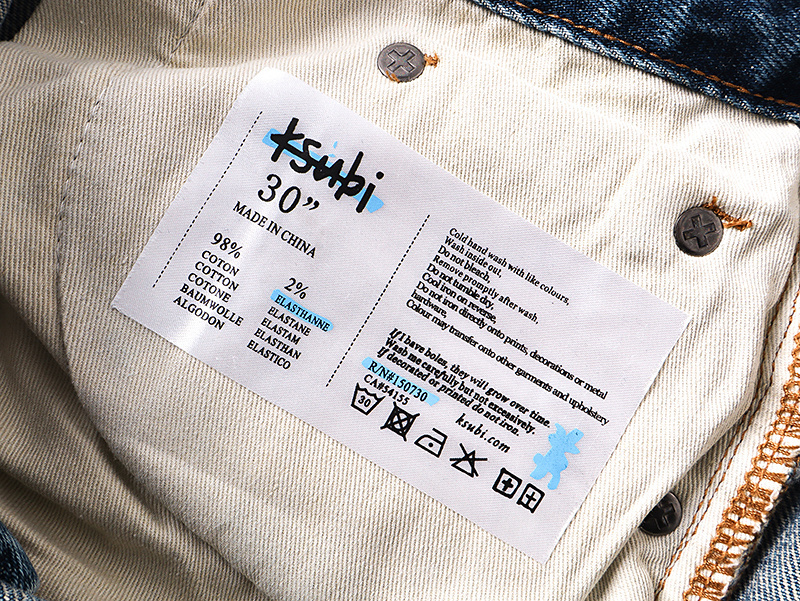 ksubi
30”
MADE IN CHINA
98%
COTON
COTTON
COTONE
BAUMWOLLE
ALGODON
2%
ELASTHANNE
ELASTANE
ELASTAM
ELASTHAN
ELASTICO
Cold hand wash with like colours,
Wash inside out.
Do not bleach.
Remove promptly after wash,
Do not tumble dry,
Cool iron on reverse,
Do not iron directly onto prints, decorations or metal
hardware,
Colour may transfer onto other garments and upholstery
If I have boles, they will grow over time.
Wash me carefully but not excessively.
If decorated or printed do not iron.
R/N#150730
CA#54155
ksubi.com
30